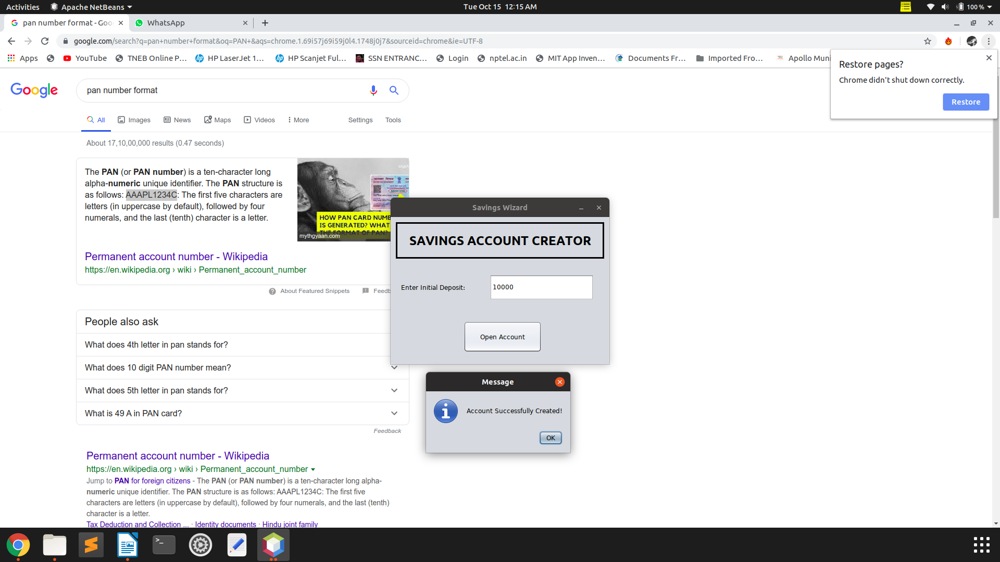 Activities
Apache NetBeans
Tue Oct 15  12:15 AM
100 %
pan number format - Goo
WhatsApp
google.com/search?q=pan+number+format&oq=PAN+&aqs=chrome.1.69i57j69i59j0l4.1748j0j7&sourceid=chrome&ie=UTF-8
Apps
YouTube
TNEB Online P...
HP LaserJet 1...
HP Scanjet Ful...
SSN ENTRANC...
Login
nptel.ac.in
MIT App Inven...
Documents Fr...
Imported Fro...
Apollo Muni
Restore pages?
Chrome didn't shut down correctly.
Restore
Google
pan number format
All
Images
News
Maps
Videos
More
Settings
Tools
About 17,10,00,000 results (0.47 seconds)
The PAN (or PAN number) is a ten-character long
alpha-numeric unique identifier. The PAN structure is
as follows: AAAPL1234C: The first five characters are
letters (in uppercase by default), followed by four
numerals, and the last (tenth) character is a letter.
HOW PAN CARD NUMB
IS GENERATED? WHAT
THE FORMAT OF PAN?
mythgyaan.com
Permanent account number - Wikipedia
https://en.wikipedia.org › wiki › Permanent_account_number
About Featured Snippets
Feedb
Savings Wizard
SAVINGS ACCOUNT CREATOR
Enter Initial Deposit:
10000
Open Account
People also ask
What does 4th letter in pan stands for?
What does 10 digit PAN number mean?
What does 5th letter in pan stands for?
What is 49 A in PAN card?
Feedback
Message
Account Successfully Created!
OK
Permanent account number - Wikipedia
https://en.wikipedia.org › wiki › Permanent_account_number
Jump to PAN for foreign citizens - The PAN (or PAN number) is a ten-character long alpha-
numeric unique identifier. The PAN structure is as follows: AAAPL1234C: The first five
characters are letters (in uppercase by default), followed by four numerals, and the last (tenth)
character is a letter.
Tax Deduction and Collection ... · Identity documents · Hindu joint family